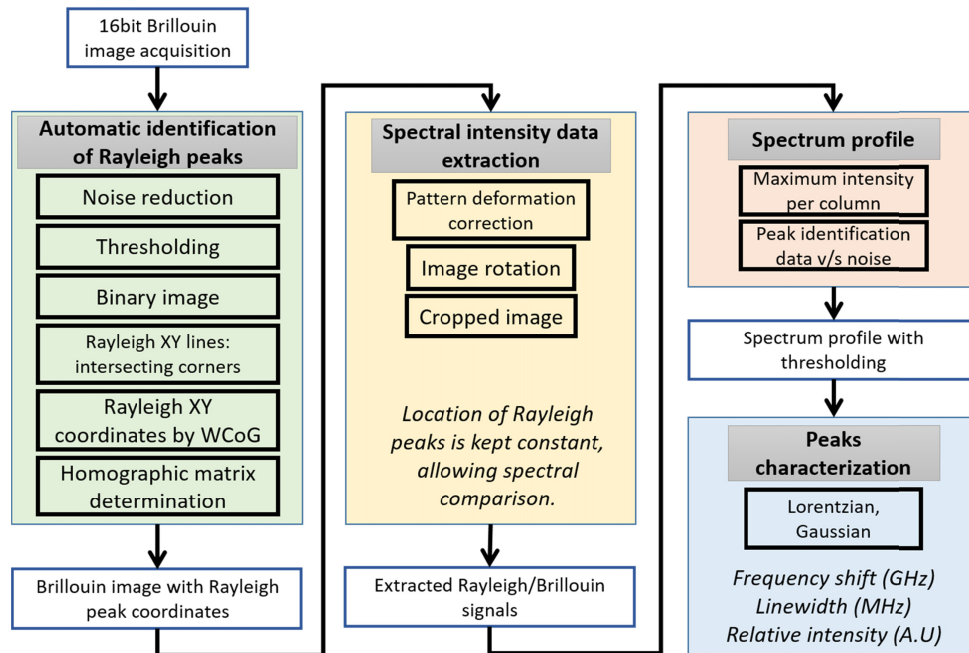 16bit Brillouin
image acquisition
Automatic identification
of Rayleigh peaks
Noise reduction
Thresholding
Binary image
Rayleigh XY lines:
intersecting corners
Rayleigh XY
coordinates by WCoG
Homographic matrix
determination
Brillouin image with Rayleigh
peak coordinates
Spectral intensity data
extraction
Pattern deformation
correction
Image rotation
Cropped image
Location of Rayleigh
peaks is kept constant,
allowing spectral
comparison.
Extracted Rayleigh/Brillouin
signals
Spectrum profile
Maximum intensity
per column
Peak identification
data v/s noise
Spectrum profile with
thresholding
Peaks
characterization
Lorentzian,
Gaussian
Frequency shift (GHz)
Linewidth (MHz)
Relative intensity (A.U)